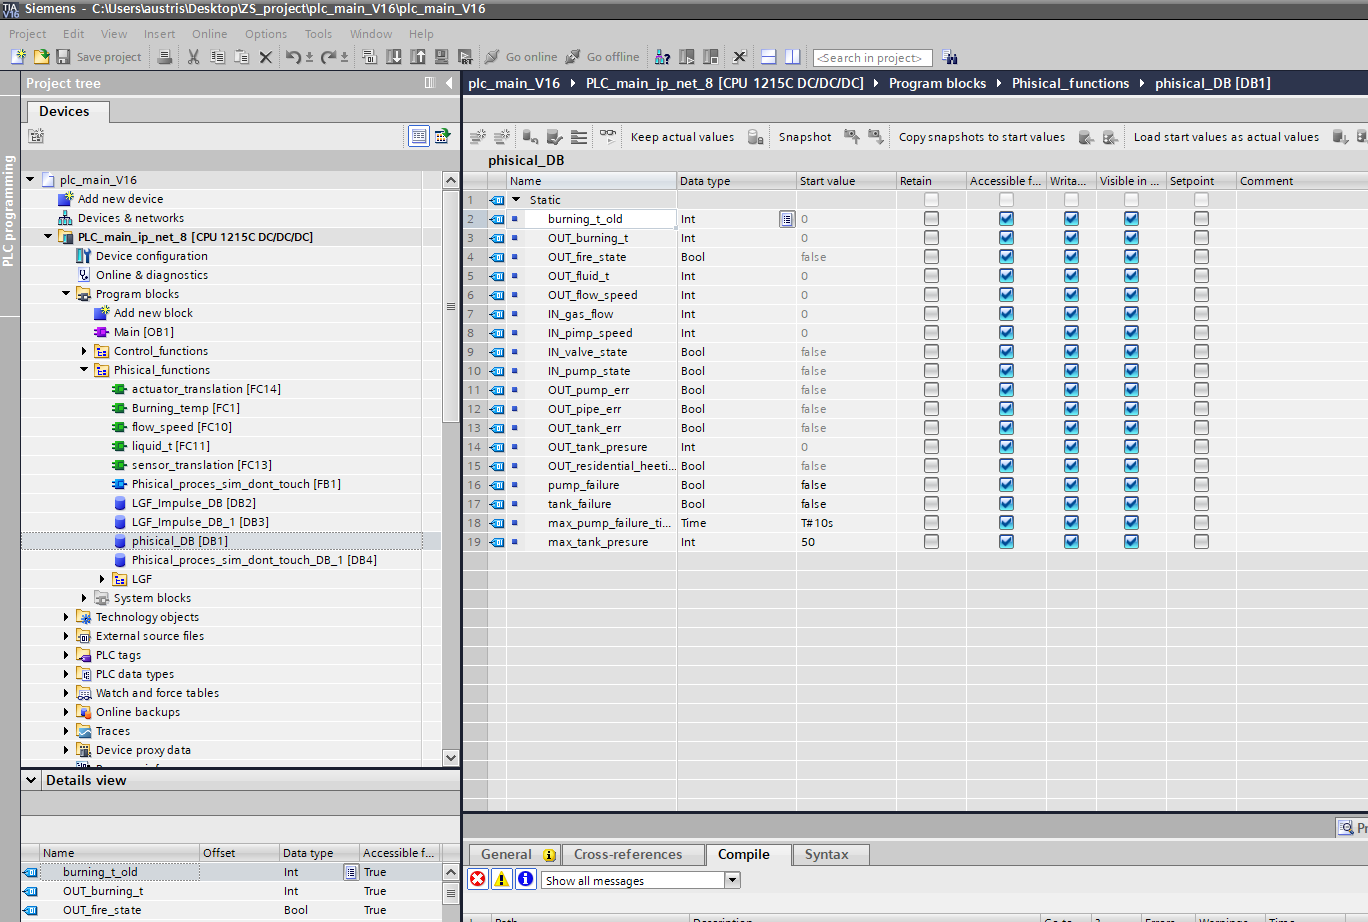 Siemens - C:\Users\austris\Desktop\ZS_project\plc_main_V16\plc_main_V16
Project Edit View Insert Online Options Tools Window Help
Save project Go online Go offline <Search in project>
Project tree
plc_main_V16 PLC_main_ip_net_8 [CPU 1215C DC/DC/DC] Program blocks Phisical_functions phisical_DB [DB1]
Devices
Keep actual values Snapshot Copy snapshots to start values Load start values as actual values
PLC programming
phisical_DB
Name Data type Start value Retain Accessible f... Writa... Visible in ... Setpoint Comment
1 Static
2 burning_t_old Int 0
3 OUT_burning_t Int 0
4 OUT_fire_state Bool false
5 OUT_fluid_t Int 0
6 OUT_flow_speed Int 0
7 IN_gas_flow Int 0
8 IN_pimp_speed Int 0
9 IN_valve_state Bool false
10 IN_pump_state Bool false
11 OUT_pump_err Bool false
12 OUT_pipe_err Bool false
13 OUT_tank_err Bool false
14 OUT_tank_presure Int 0
15 OUT_residential_heeti... Bool false
16 pump_failure Bool false
17 tank_failure Bool false
18 max_pump_failure_ti... Time T#10s
19 max_tank_presure Int 50
plc_main_V16
Add new device
Devices & networks
PLC_main_ip_net_8 [CPU 1215C DC/DC/DC]
Device configuration
Online & diagnostics
Program blocks
Add new block
Main [OB1]
Control_functions
Phisical_functions
actuator_translation [FC14]
Burning_temp [FC1]
flow_speed [FC10]
liquid_t [FC11]
sensor_translation [FC13]
Phisical_proces_sim_dont_touch [FB1]
LGF_Impulse_DB [DB2]
LGF_Impulse_DB_1 [DB3]
phisical_DB [DB1]
Phisical_proces_sim_dont_touch_DB_1 [DB4]
LGF
System blocks
Technology objects
External source files
PLC tags
PLC data types
Watch and force tables
Online backups
Traces
Device proxy data
Details view
Name Offset Data type Accessible f...
burning_t_old Int True
OUT_burning_t Int True
OUT_fire_state Bool True
General Cross-references Compile Syntax
Show all messages